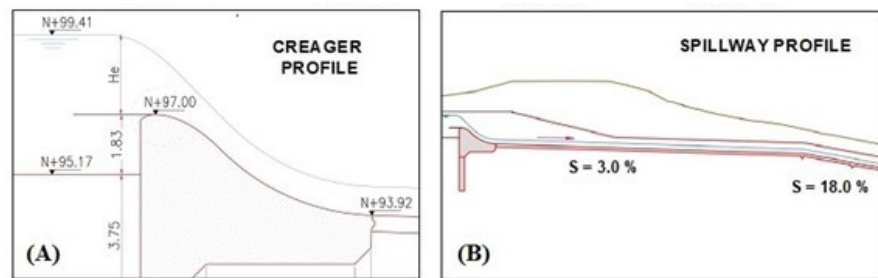 N+99.41
CREAGER
PROFILE
He
N+97.00
1.83
N+95.17
N+93.92
3.75
(A)
SPILLWAY PROFILE
S = 3.0 %
S = 18.0 %
(B)